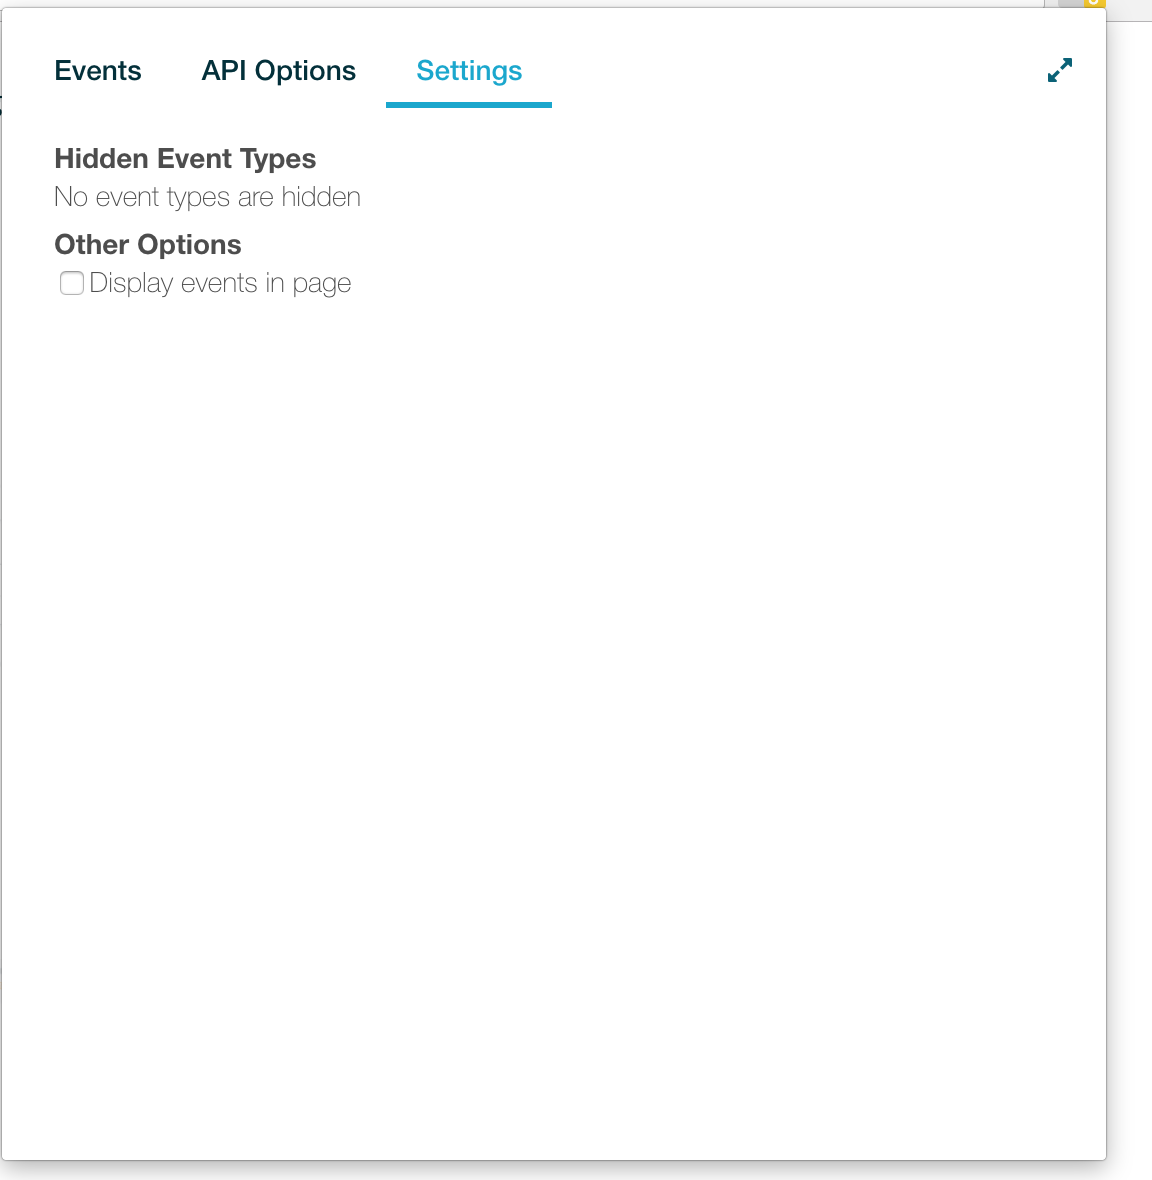 Events API Options Settings
Hidden Event Types
No event types are hidden
Other Options
Display events in page